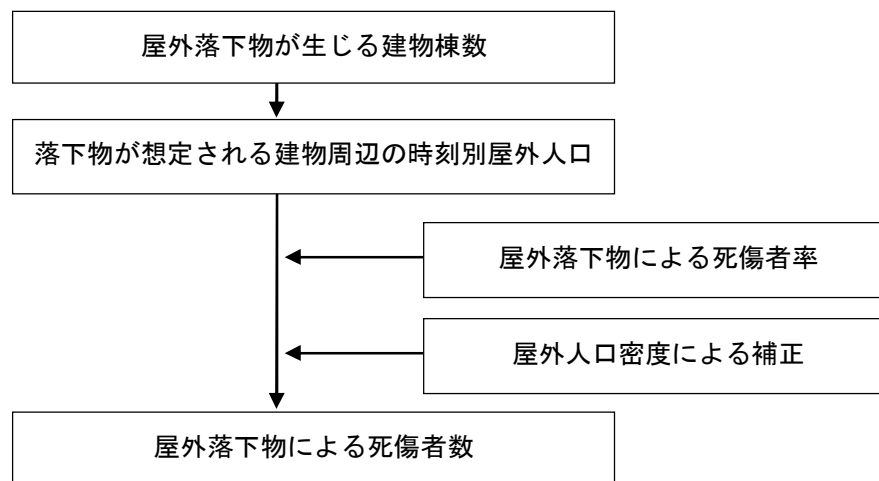 屋外落下物が生じる建物棟数
落下物が想定される建物周辺の時刻別屋外人口
屋外落下物による死傷者率
屋外人口密度による補正
屋外落下物による死傷者数